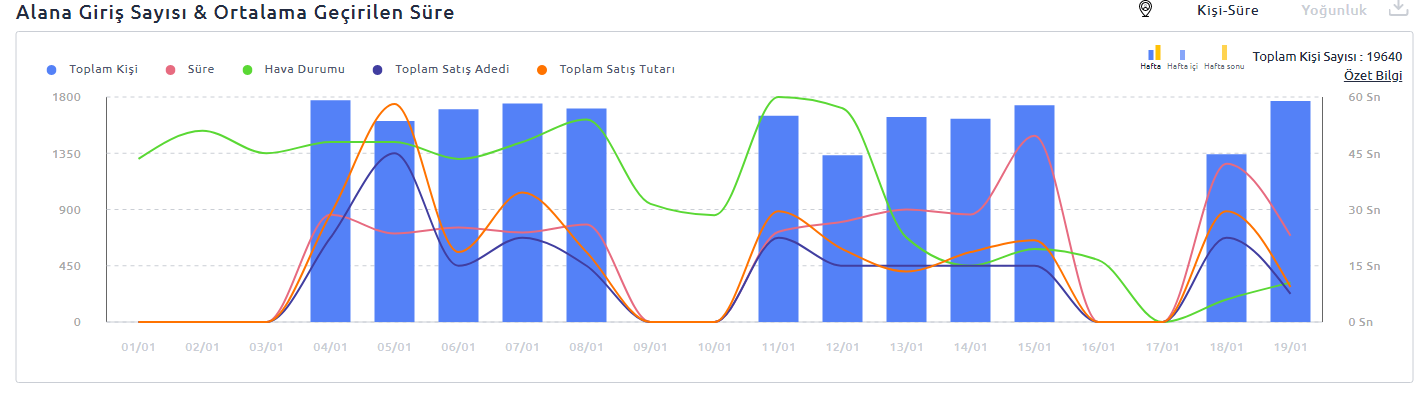 Alana Giriş Sayısı & Ortalama Geçirilen Süre
Kişi-Süre Yoğunluk
Hafta Hafta içi Hafta sonu
Toplam Kişi Sayısı : 19640
Özet Bilgi
Toplam Kişi Süre Hava Durumu Toplam Satış Adedi Toplam Satış Tutarı
1800 60 Sn
1350 45 Sn
900 30 Sn
450 15 Sn
0 0 Sn
01/01 02/01 03/01 04/01 05/01 06/01 07/01 08/01 09/01 10/01 11/01 12/01 13/01 14/01 15/01 16/01 17/01 18/01 19/01